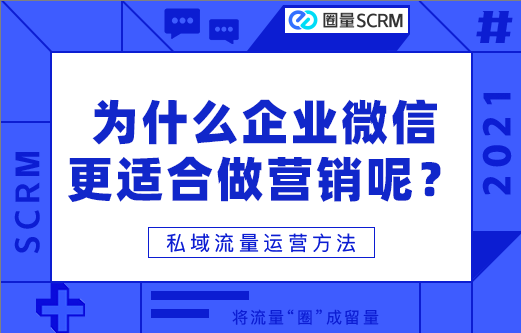 圈量SCRM
#
为什么企业微信
更适合做营销呢？
私域流量运营方法
SCRM
2021
将流量“圈”成留量